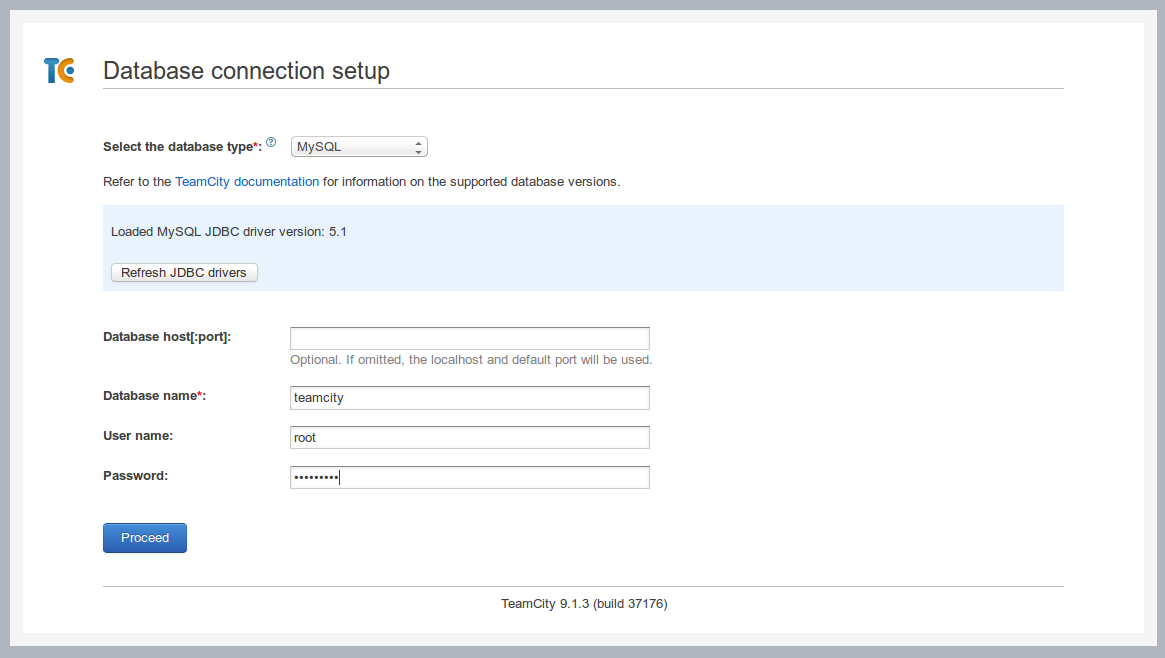 TC
Database connection setup
Select the database type*: ?
MySQL
Refer to the TeamCity documentation for information on the supported database versions.
Loaded MySQL JDBC driver version: 5.1
Refresh JDBC drivers
Database host[:port]:
Optional. If omitted, the localhost and default port will be used.
Database name*: teamcity
User name: root
Password: •••••••••
Proceed
TeamCity 9.1.3 (build 37176)